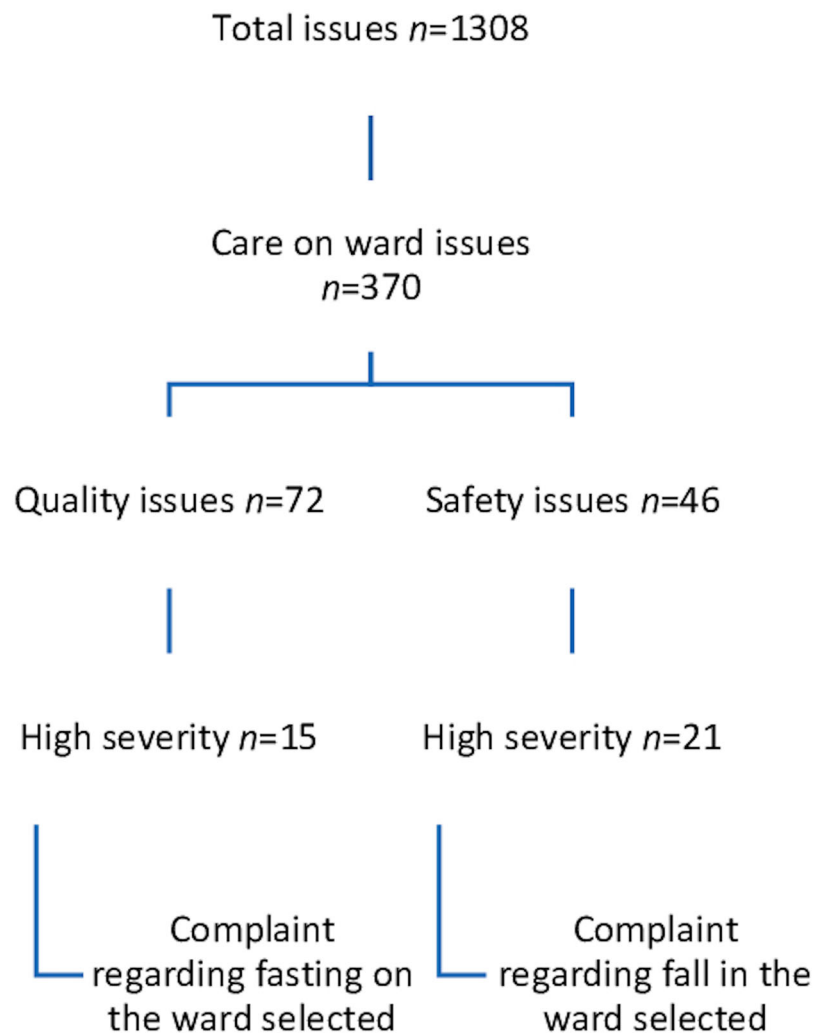 Total issues n=1308
Care on ward issues
n=370
Quality issues n=72
Safety issues n=46
High severity n=15
High severity n=21
Complaint
regarding fasting on
the ward selected
Complaint
regarding fall in the
ward selected